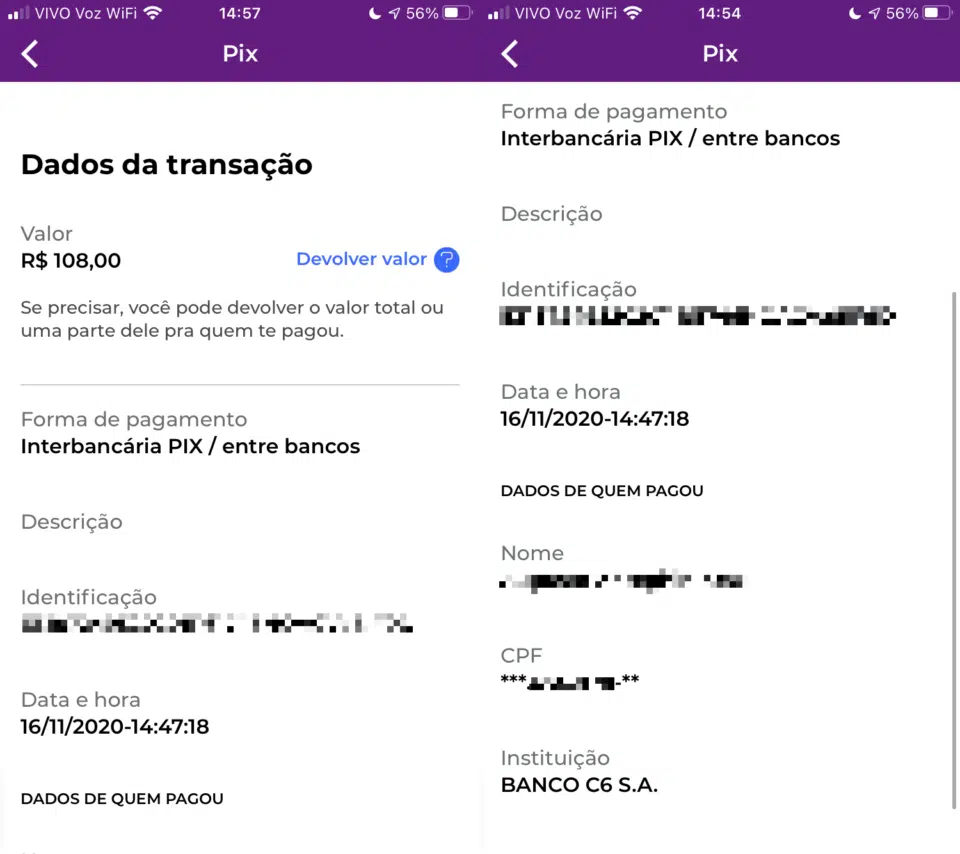 VIVO Voz WiFi 14:57 56%
Pix
Dados da transação
Valor
R$ 108,00 Devolver valor ?
Se precisar, você pode devolver o valor total ou
uma parte dele pra quem te pagou.
Forma de pagamento
Interbancária PIX / entre bancos
Descrição
Identificação
Data e hora
16/11/2020-14:47:18
DADOS DE QUEM PAGOU
VIVO Voz WiFi 14:54 56%
Pix
Forma de pagamento
Interbancária PIX / entre bancos
Descrição
Identificação
Data e hora
16/11/2020-14:47:18
DADOS DE QUEM PAGOU
Nome
CPF
***
-**
Instituição
BANCO C6 S.A.